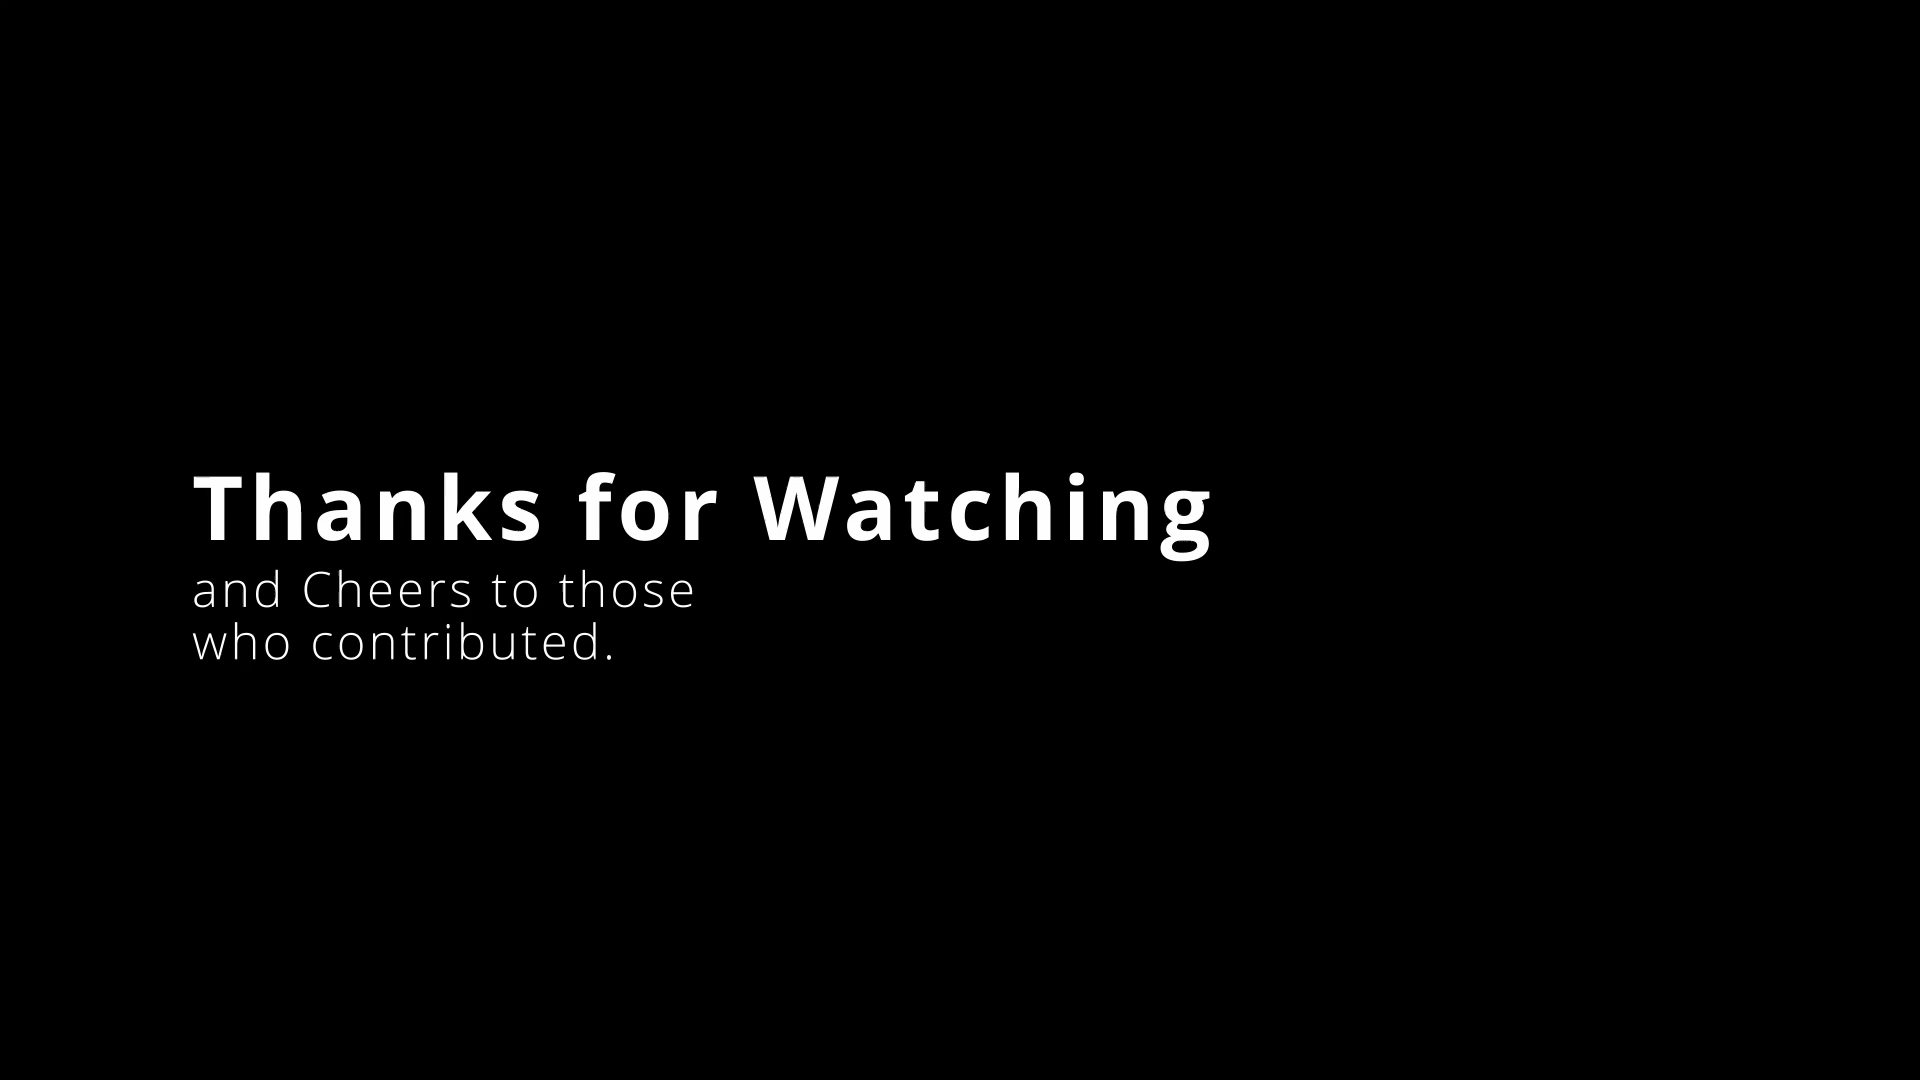 Thanks for Watching
and Cheers to those
who contributed.